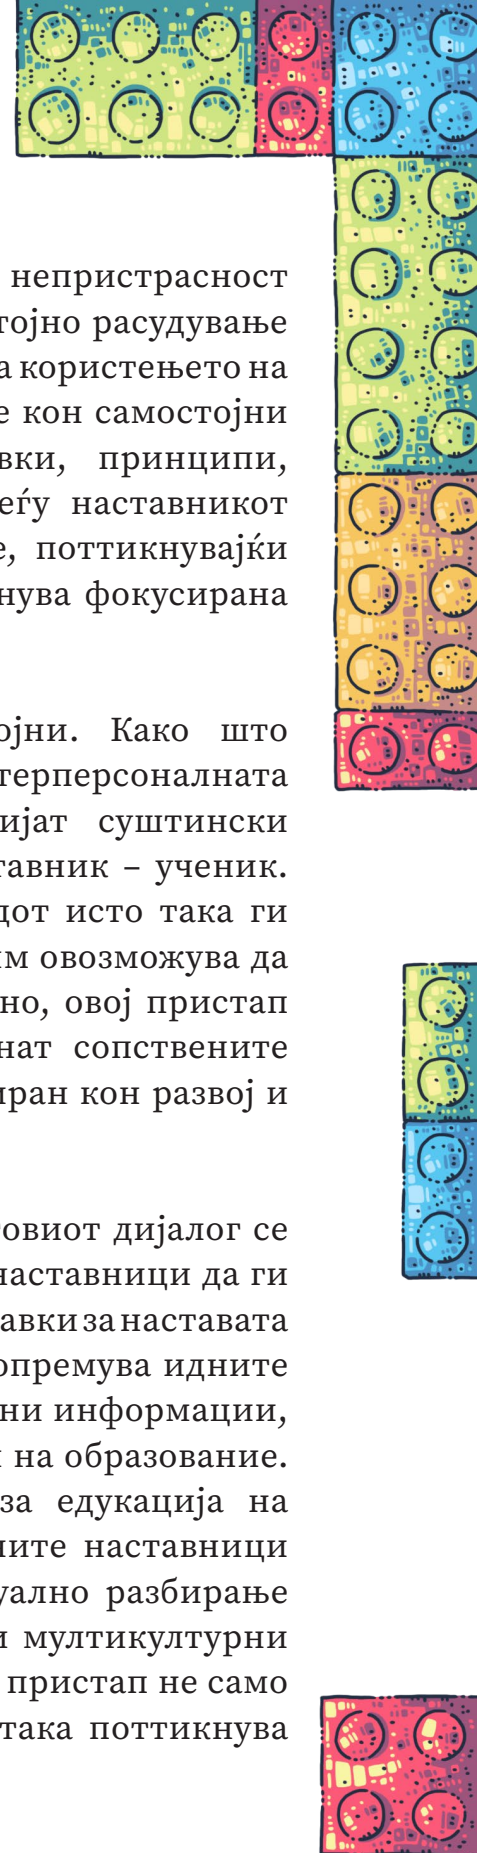 непристрасност
тојно расудување
а користењето на
е кон самостојни
вки, принципи,
еѓу наставникот
е, поттикнувајќи
нува фокусирана
ојни. Како што
терперсоналната
ијат суштински
тавник – ученик.
дот исто така ги
им овозможува да
но, овој пристап
нат сопствените
иран кон развој и
овиот дијалог се
наставници да ги
авки за наставата
опремува идните
ни информации,
на образование.
за едукација на
ните наставници
уално разбирање
и мултикултурни
пристап не само
така поттикнува